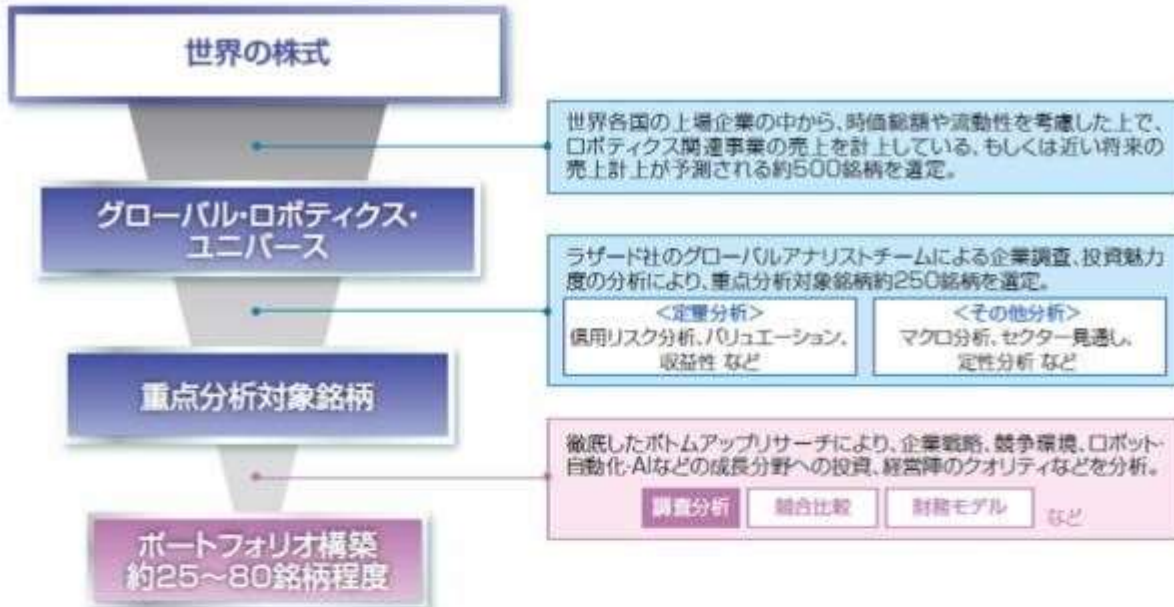 世界の株式
世界各国の上場企業の中から、時価総額や流動性を考慮した上で、
ロボティクス関連事業の売上を計上している、もしくは近い将来の
売上計上が予測される約500銘柄を選定。
グローバル・ロボティクス・
ユニバース
ラザード社のグローバルアナリストチームによる企業調査、投資魅力
度の分析により、重点分析対象銘柄約250銘柄を選定。
<定量分析>
信用リスク分析、バリュエーション、
収益性 など
<その他分析>
マクロ分析、セクター見通し、
定性分析 など
重点分析対象銘柄
徹底したボトムアップリサーチにより、企業戦略、競争環境、ロボット・
自動化・AIなどの成長分野への投資、経営陣のクオリティなどを分析。
調査分析
競合比較
財務モデル
など
ポートフォリオ構築
約25～80銘柄程度